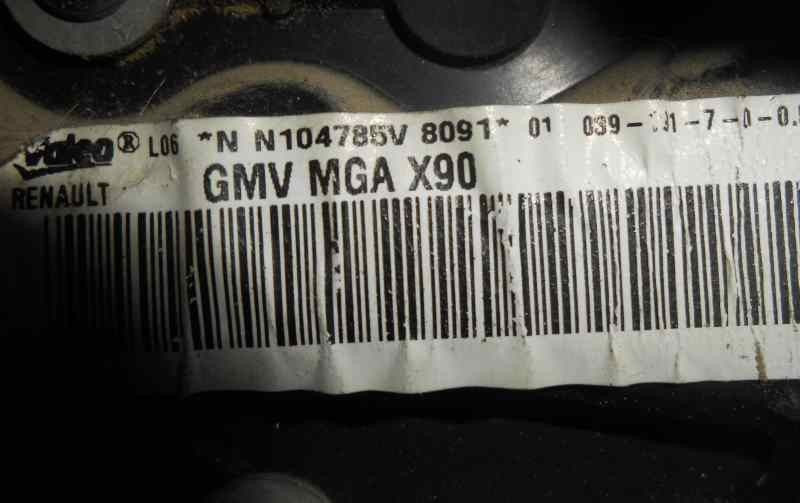 Valeo® L06 *N N104785V 8091* 01
RENAULT GMV MGA X90